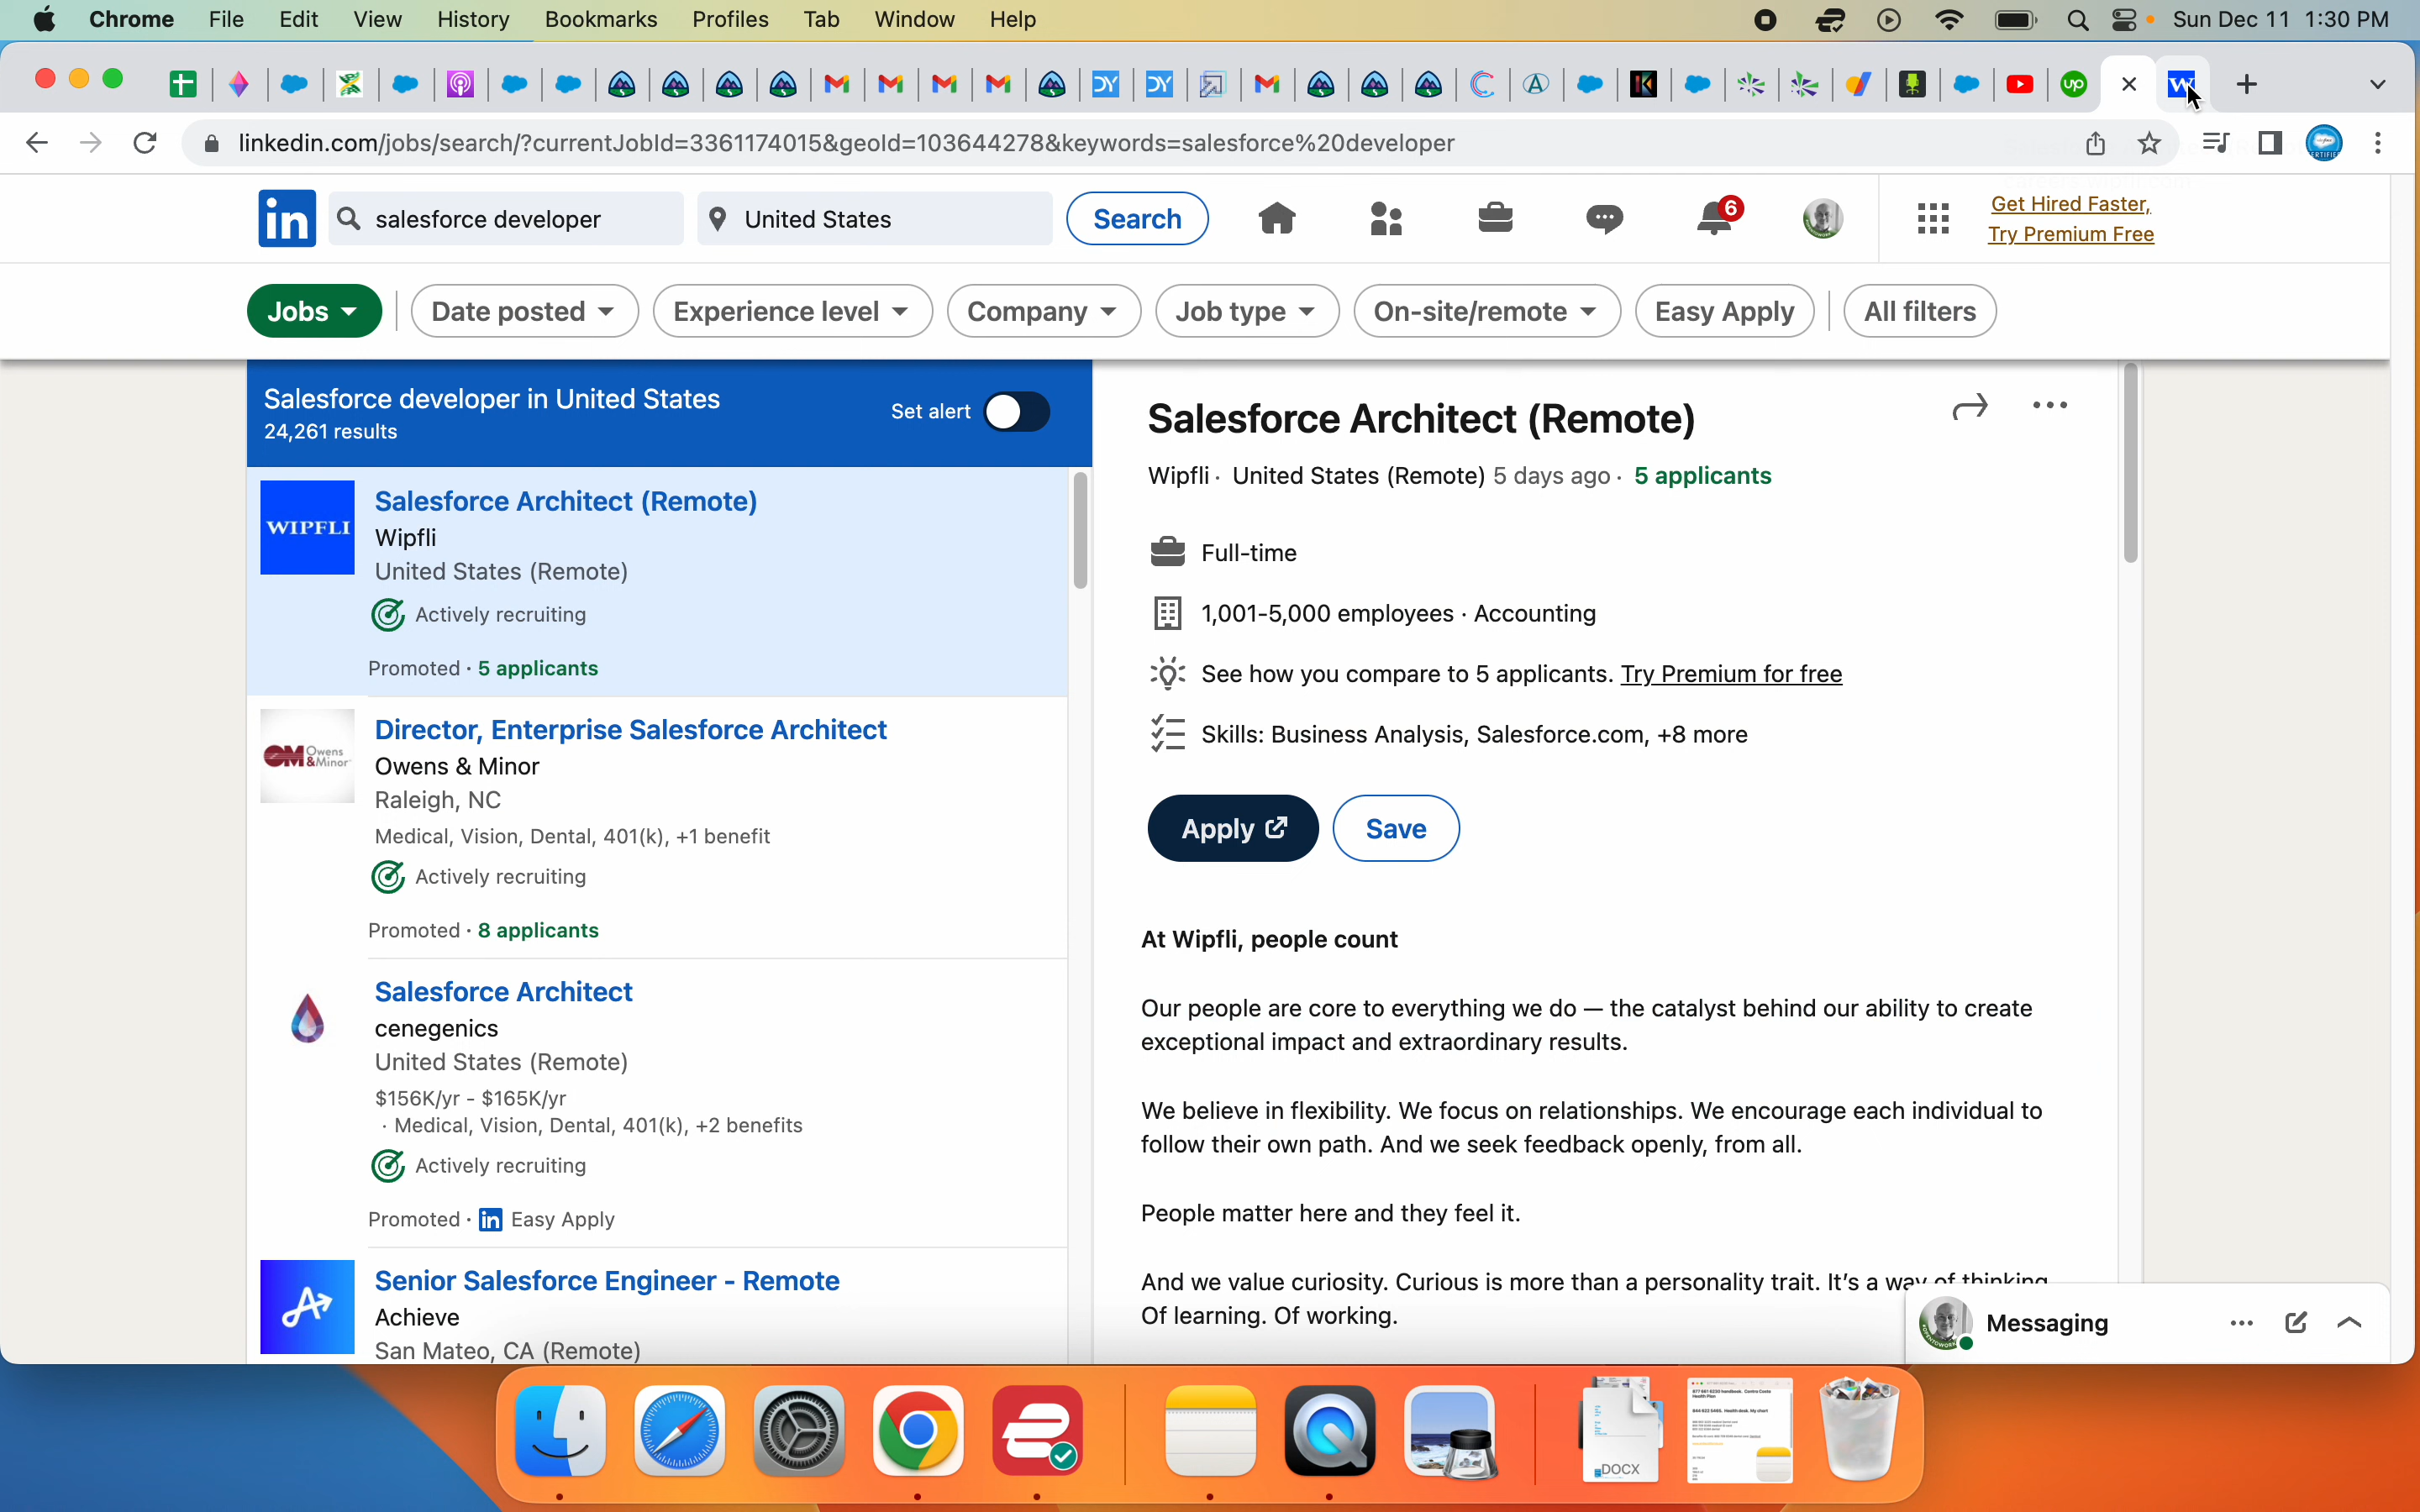 Chrome File Edit View History Bookmarks Profiles Tab Window Help Sun Dec 11 1:30 PM
linkedin.com/jobs/search/?currentJobId=3361174015&geoId=103644278&keywords=salesforce%20developer
in salesforce developer United States Search 6 Get Hired Faster,
Try Premium Free
Jobs Date posted Experience level Company Job type On-site/remote Easy Apply All filters
Salesforce developer in United States
24,261 results
Set alert
WIPFLI
Salesforce Architect (Remote)
Wipfli
United States (Remote)
Actively recruiting
Promoted · 5 applicants
OM Owens & Minor
Director, Enterprise Salesforce Architect
Owens & Minor
Raleigh, NC
Medical, Vision, Dental, 401(k), +1 benefit
Actively recruiting
Promoted · 8 applicants
Salesforce Architect
cenegenics
United States (Remote)
$156K/yr - $165K/yr
· Medical, Vision, Dental, 401(k), +2 benefits
Actively recruiting
Promoted · in Easy Apply
Senior Salesforce Engineer - Remote
Achieve
San Mateo, CA (Remote)
Salesforce Architect (Remote)
Wipfli · United States (Remote) 5 days ago · 5 applicants
Full-time
1,001-5,000 employees · Accounting
See how you compare to 5 applicants. Try Premium for free
Skills: Business Analysis, Salesforce.com, +8 more
Apply Save
At Wipfli, people count
Our people are core to everything we do — the catalyst behind our ability to create
exceptional impact and extraordinary results.
We believe in flexibility. We focus on relationships. We encourage each individual to
follow their own path. And we seek feedback openly, from all.
People matter here and they feel it.
And we value curiosity. Curious is more than a personality trait. It's a way of thinking
Of learning. Of working.
Messaging
DOCX